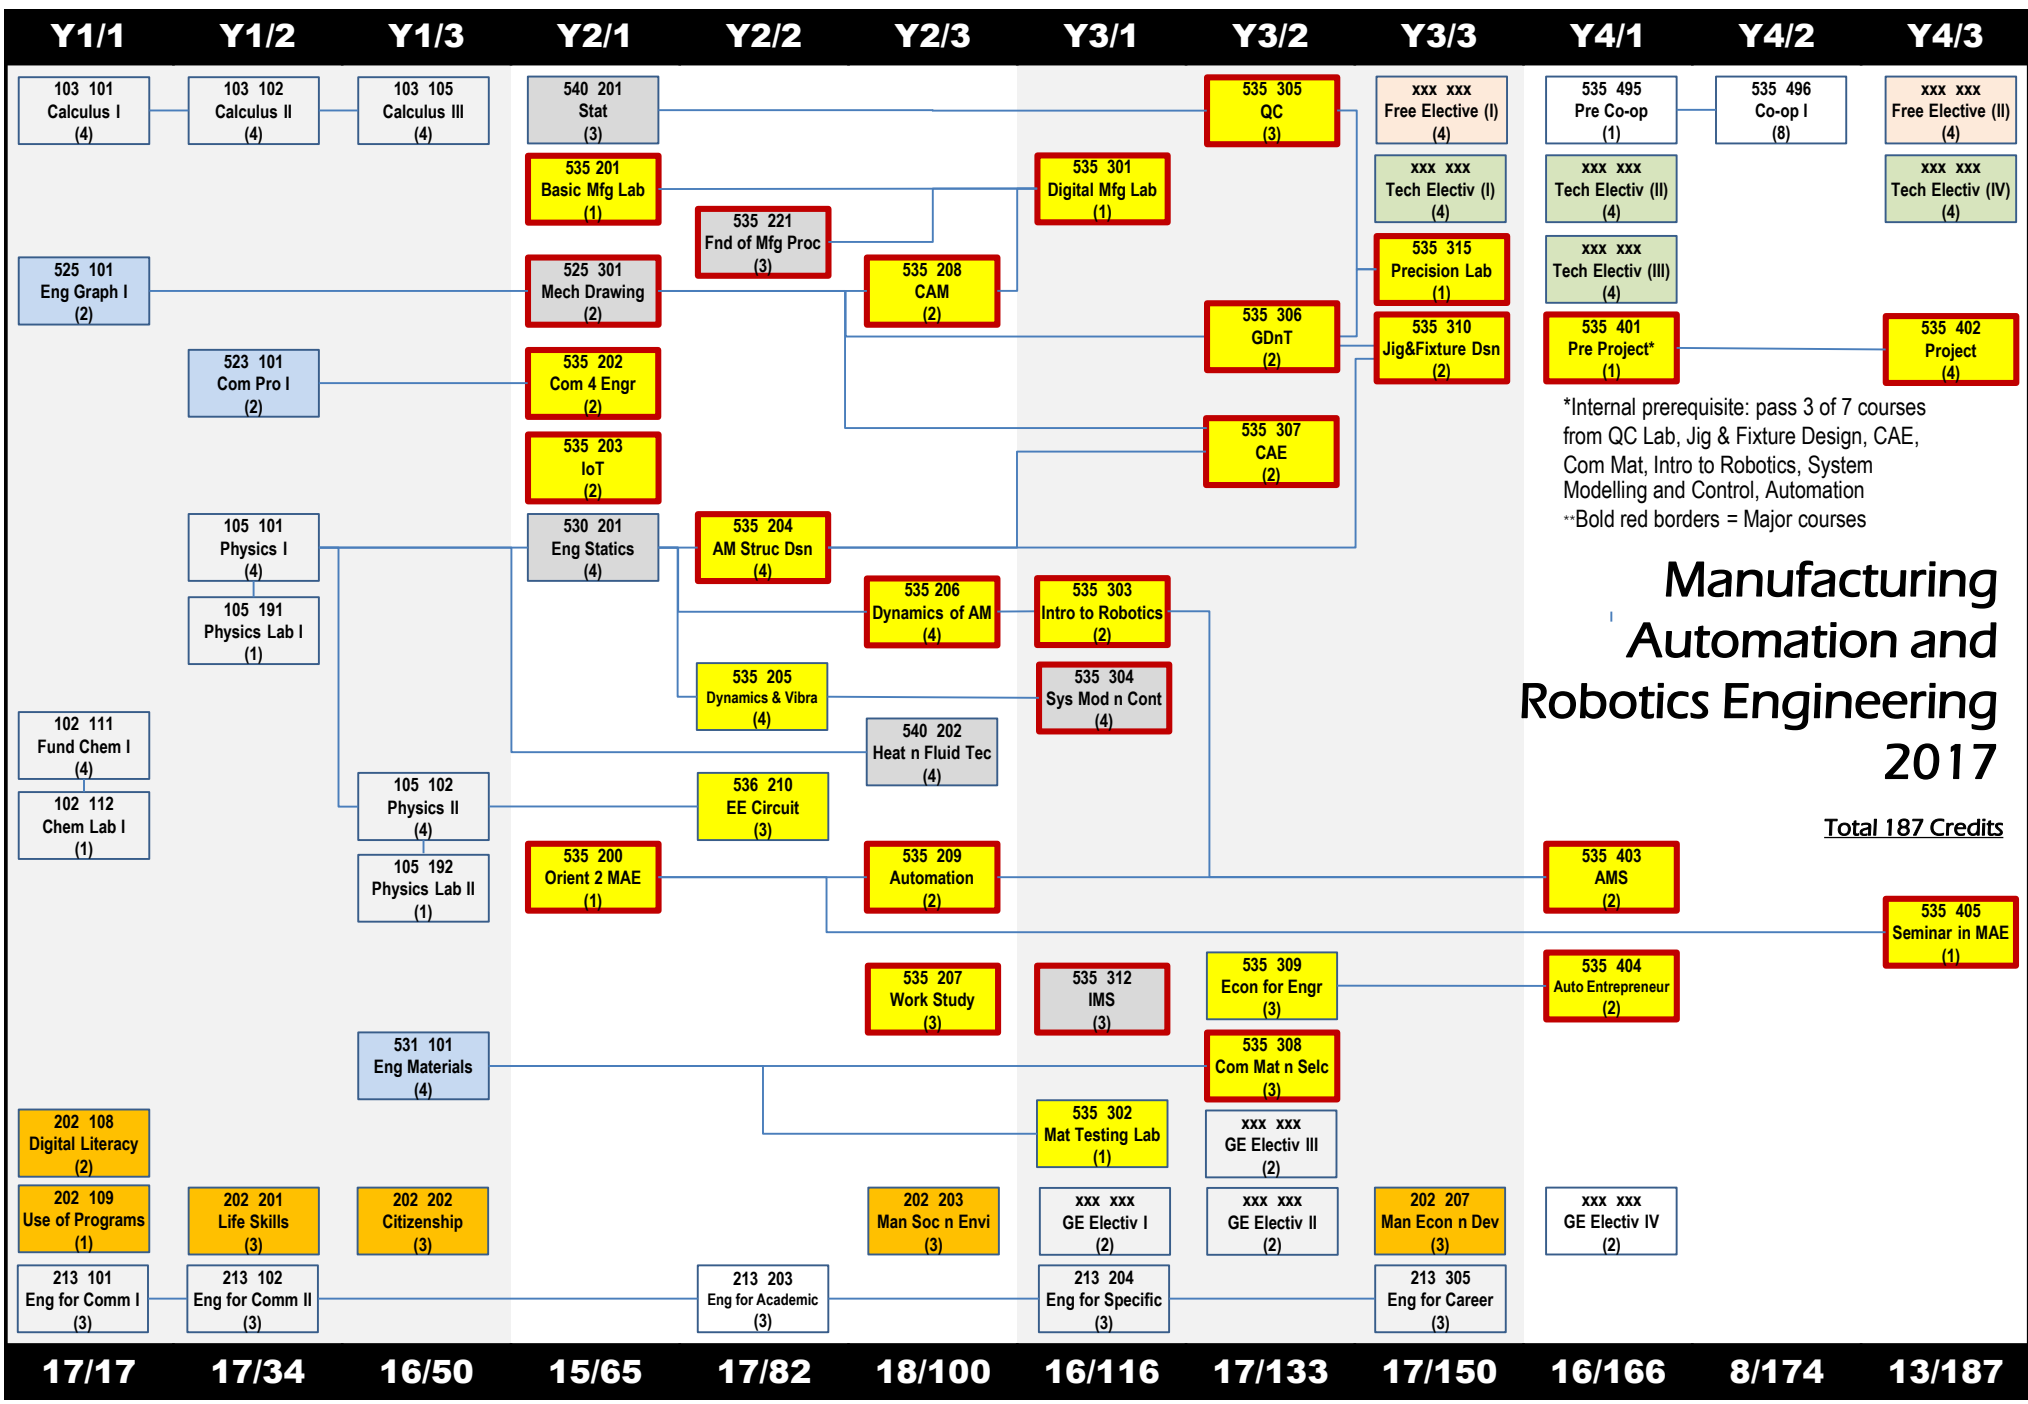 Y1/1 Y1/2 Y1/3 Y2/1 Y2/2 Y2/3 Y3/1 Y3/2 Y3/3 Y4/1 Y4/2 Y4/3
103 101
Calculus I
(4)
525 101
Eng Graph I
(2)
102 111
Fund Chem I
(4)
102 112
Chem Lab I
(1)
202 108
Digital Literacy
(2)
202 109
Use of Programs
(1)
213 101
Eng for Comm I
(3)
103 102
Calculus II
(4)
523 101
Com Pro I
(2)
105 101
Physics I
(4)
105 191
Physics Lab I
(1)
202 201
Life Skills
(3)
213 102
Eng for Comm II
(3)
103 105
Calculus III
(4)
105 102
Physics II
(4)
105 192
Physics Lab II
(1)
531 101
Eng Materials
(4)
202 202
Citizenship
(3)
540 201
Stat
(3)
535 201
Basic Mfg Lab
(1)
525 301
Mech Drawing
(2)
535 202
Com 4 Engr
(2)
535 203
IoT
(2)
530 201
Eng Statics
(4)
535 200
Orient 2 MAE
(1)
535 221
Fnd of Mfg Proc
(3)
535 204
AM Struc Dsn
(4)
535 205
Dynamics & Vibra
(4)
536 210
EE Circuit
(3)
213 203
Eng for Academic
(3)
535 208
CAM
(2)
535 206
Dynamics of AM
(4)
540 202
Heat n Fluid Tec
(4)
535 209
Automation
(2)
535 207
Work Study
(3)
202 203
Man Soc n Envi
(3)
535 301
Digital Mfg Lab
(1)
535 303
Intro to Robotics
(2)
535 304
Sys Mod n Cont
(4)
535 312
IMS
(3)
535 302
Mat Testing Lab
(1)
xxx xxx
GE Electiv I
(2)
213 204
Eng for Specific
(3)
535 305
QC
(3)
535 306
GDnT
(2)
535 307
CAE
(2)
535 309
Econ for Engr
(3)
535 308
Com Mat n Selc
(3)
xxx xxx
GE Electiv III
(2)
xxx xxx
GE Electiv II
(2)
xxx xxx
Free Elective (I)
(4)
xxx xxx
Tech Electiv (I)
(4)
535 315
Precision Lab
(1)
535 310
Jig&Fixture Dsn
(2)
202 207
Man Econ n Dev
(3)
213 305
Eng for Career
(3)
535 495
Pre Co-op
(1)
xxx xxx
Tech Electiv (II)
(4)
xxx xxx
Tech Electiv (III)
(4)
535 401
Pre Project*
(1)
535 403
AMS
(2)
535 404
Auto Entrepreneur
(2)
xxx xxx
GE Electiv IV
(2)
535 496
Co-op I
(8)
xxx xxx
Free Elective (II)
(4)
xxx xxx
Tech Electiv (IV)
(4)
535 402
Project
(4)
535 405
Seminar in MAE
(1)
*Internal prerequisite: pass 3 of 7 courses
from QC Lab, Jig & Fixture Design, CAE,
Com Mat, Intro to Robotics, System
Modelling and Control, Automation
**Bold red borders = Major courses
Manufacturing
Automation and
Robotics Engineering
2017
Total 187 Credits
17/17 17/34 16/50 15/65 17/82 18/100 16/116 17/133 17/150 16/166 8/174 13/187